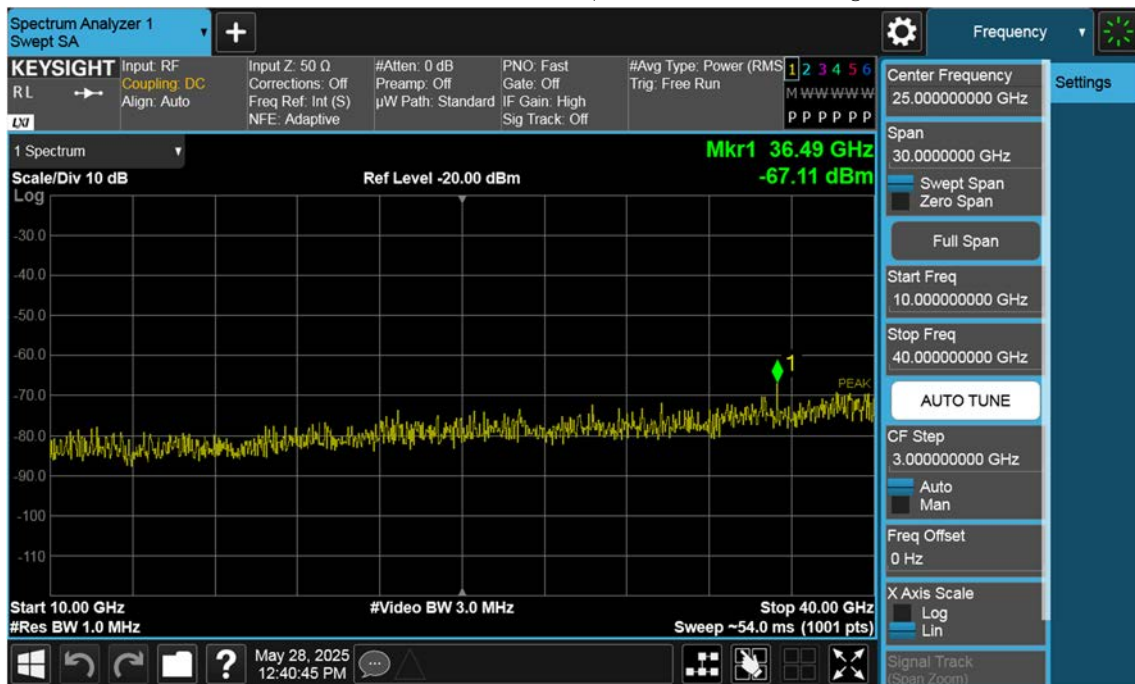 Spectrum Analyzer 1
Swept SA
+
Frequency
KEYSIGHT
RL
LXI
Input: RF
Coupling: DC
Align: Auto
Input Z: 50 Ω
Corrections: Off
Freq Ref: Int (S)
NFE: Adaptive
#Atten: 0 dB
Preamp: Off
µW Path: Standard
PNO: Fast
Gate: Off
IF Gain: High
Sig Track: Off
#Avg Type: Power (RMS
Trig: Free Run
1 2 3 4 5 6
M W W W W W
P P P P P P
1 Spectrum
Scale/Div 10 dB
Ref Level -20.00 dBm
Mkr1 36.49 GHz
-67.11 dBm
Log
-30.0
-40.0
-50.0
-60.0
-70.0
-80.0
-90.0
-100
-110
1
PEAK
Start 10.00 GHz
#Res BW 1.0 MHz
#Video BW 3.0 MHz
Stop 40.00 GHz
Sweep ~54.0 ms (1001 pts)
Center Frequency
25.000000000 GHz
Span
30.0000000 GHz
Swept Span
Zero Span
Full Span
Start Freq
10.000000000 GHz
Stop Freq
40.000000000 GHz
AUTO TUNE
CF Step
3.000000000 GHz
Auto
Man
Freq Offset
0 Hz
X Axis Scale
Log
Lin
Signal Track
(Span Zoom)
Settings
?
May 28, 2025
12:40:45 PM